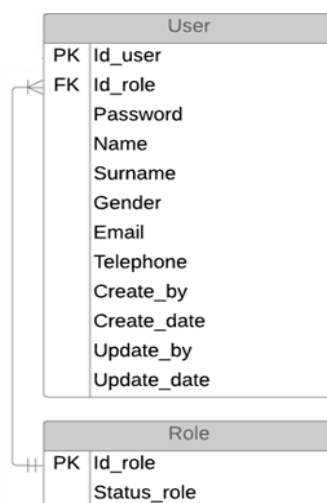 User
PK Id_user
FK Id_role
Password
Name
Surname
Gender
Email
Telephone
Create_by
Create_date
Update_by
Update_date
Role
PK Id_role
Status_role